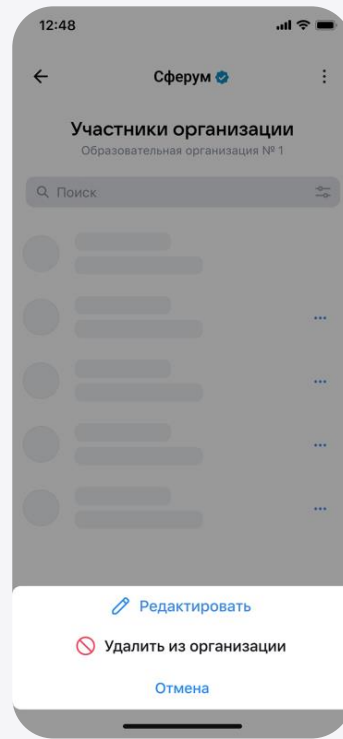 12:48
Сферум
Участники организации
Образовательная организация № 1
Поиск
Редактировать
Удалить из организации
Отмена